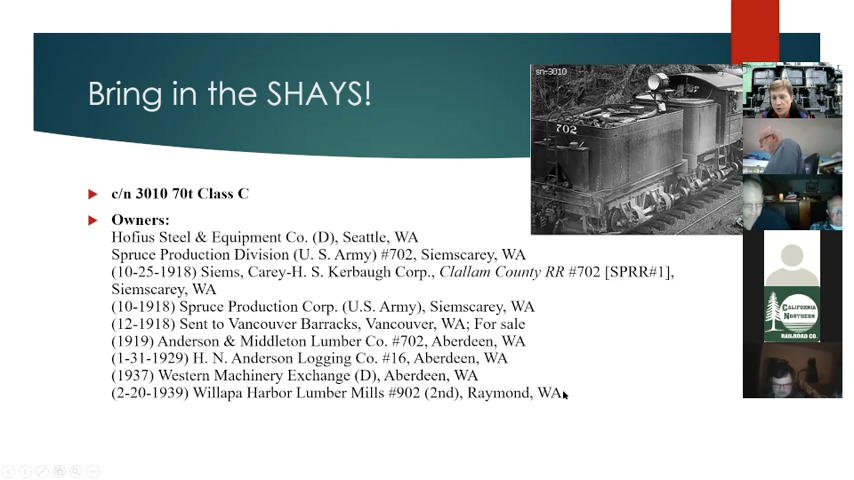 Bring in the SHAYS!
sn-3010
702
c/n 3010 70t Class C
Owners:
Hofius Steel & Equipment Co. (D), Seattle, WA
Spruce Production Division (U. S. Army) #702, Siemscarey, WA
(10-25-1918) Siems, Carey-H. S. Kerbaugh Corp., Clallam County RR #702 [SPRR#1],
Siemscarey, WA
(10-1918) Spruce Production Corp. (U.S. Army), Siemscarey, WA
(12-1918) Sent to Vancouver Barracks, Vancouver, WA; For sale
(1919) Anderson & Middleton Lumber Co. #702, Aberdeen, WA
(1-31-1929) H. N. Anderson Logging Co. #16, Aberdeen, WA
(1937) Western Machinery Exchange (D), Aberdeen, WA
(2-20-1939) Willapa Harbor Lumber Mills #902 (2nd), Raymond, WA
CALIFORNIA
NORTHERN
RAILROAD CO.